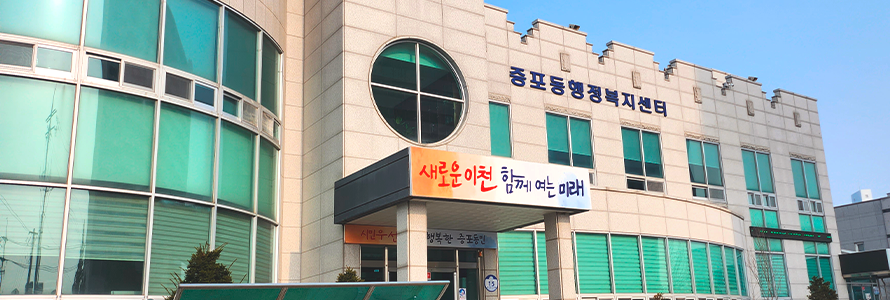 증포동행정복지센터
새로운이천 함께 여는 미래
행복한 증포동